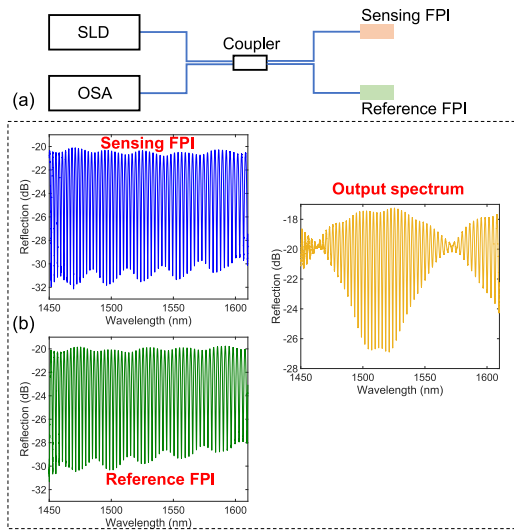 SLD
OSA
Coupler
Sensing FPI
Reference FPI
(a)
Sensing FPI
-20
-22
-24
-26
-28
-30
-32
Reflection (dB)
1450
1500
1550
1600
Wavelength (nm)
Output spectrum
-18
-20
-22
-24
-26
-28
Reflection (dB)
1450
1500
1550
1600
Wavelength (nm)
(b)
-20
-22
-24
-26
-28
-30
-32
Reflection (dB)
Reference FPI
1450
1500
1550
1600
Wavelength (nm)